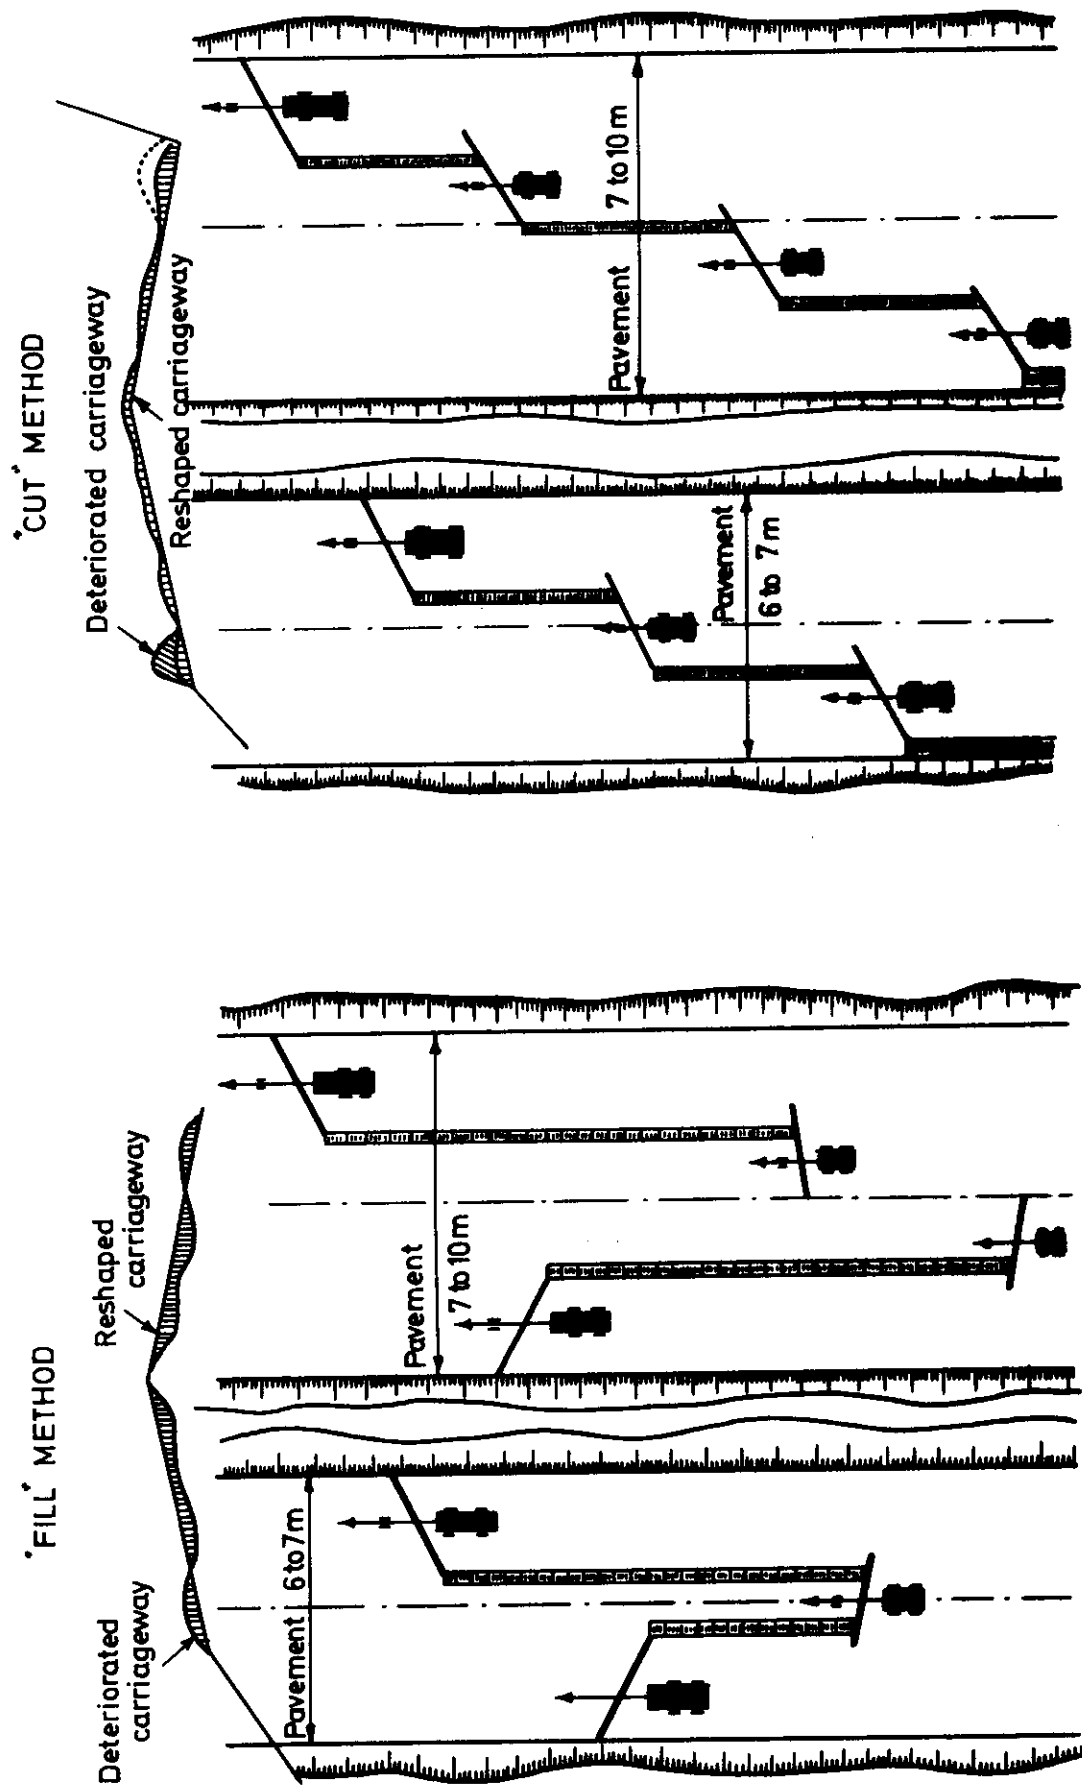 "FILL" METHOD
Deteriorated
carriageway
Reshaped
carriageway
Pavement 6 to 7m
Pavement
7 to 10m
"CUT" METHOD
Deteriorated carriageway
Reshaped carriageway
Pavement
6 to 7m
Pavement 7 to 10m